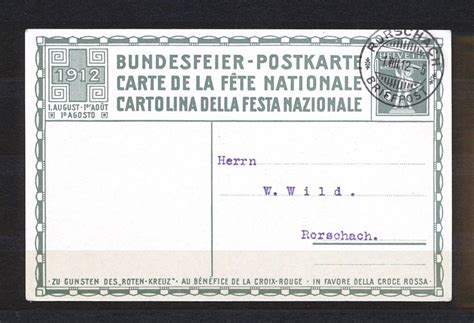 BUNDESFEIER-POSTKARTE
CARTE DE LA FÊTE NATIONALE
CARTOLINA DELLA FESTA NAZIONALE
1912
1. AUGUST - 1ER AOÛT
1O AGOSTO
RORSCHACH
BRIEFPOST
HELVETIA
Herrn
W. Wild.
Rorschach.
ZU GUNSTEN DES „ROTEN-KREUZ" - AU BÉNÉFICE DE LA CROIX-ROUGE - IN FAVORE DELLA CROCE ROSSA